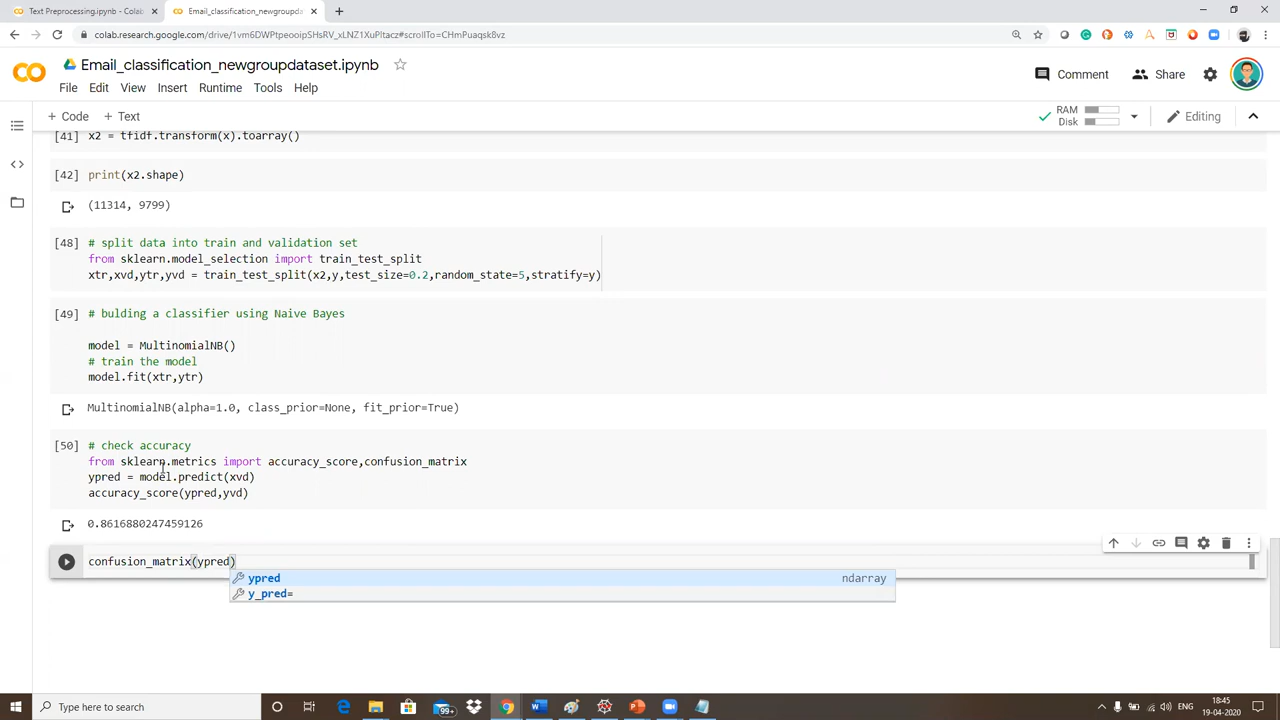 Text Preprocessing.ipynb - Colab
Email_classification_newgroupda
colab.research.google.com/drive/1vm6DWPtpeooipSHsRV_xLNZ1XuPltacz#scrollTo=CHmPuaqsk8vz
Email_classification_newgroupdataset.ipynb
Comment
Share
File Edit View Insert Runtime Tools Help
+ Code + Text
RAM
Disk
Editing
[41] x2 = tfidf.transform(x).toarray()
[42] print(x2.shape)
(11314, 9799)
[48] # split data into train and validation set
from sklearn.model_selection import train_test_split
xtr,xvd,ytr,yvd = train_test_split(x2,y,test_size=0.2,random_state=5,stratify=y)
[49] # bulding a classifier using Naive Bayes
model = MultinomialNB()
# train the model
model.fit(xtr,ytr)
MultinomialNB(alpha=1.0, class_prior=None, fit_prior=True)
[50] # check accuracy
from sklearn.metrics import accuracy_score,confusion_matrix
ypred = model.predict(xvd)
accuracy_score(ypred,yvd)
0.8616880247459126
confusion_matrix(ypred)
ypred ndarray
y_pred=
Type here to search
99+
ENG
18:45
19-04-2020